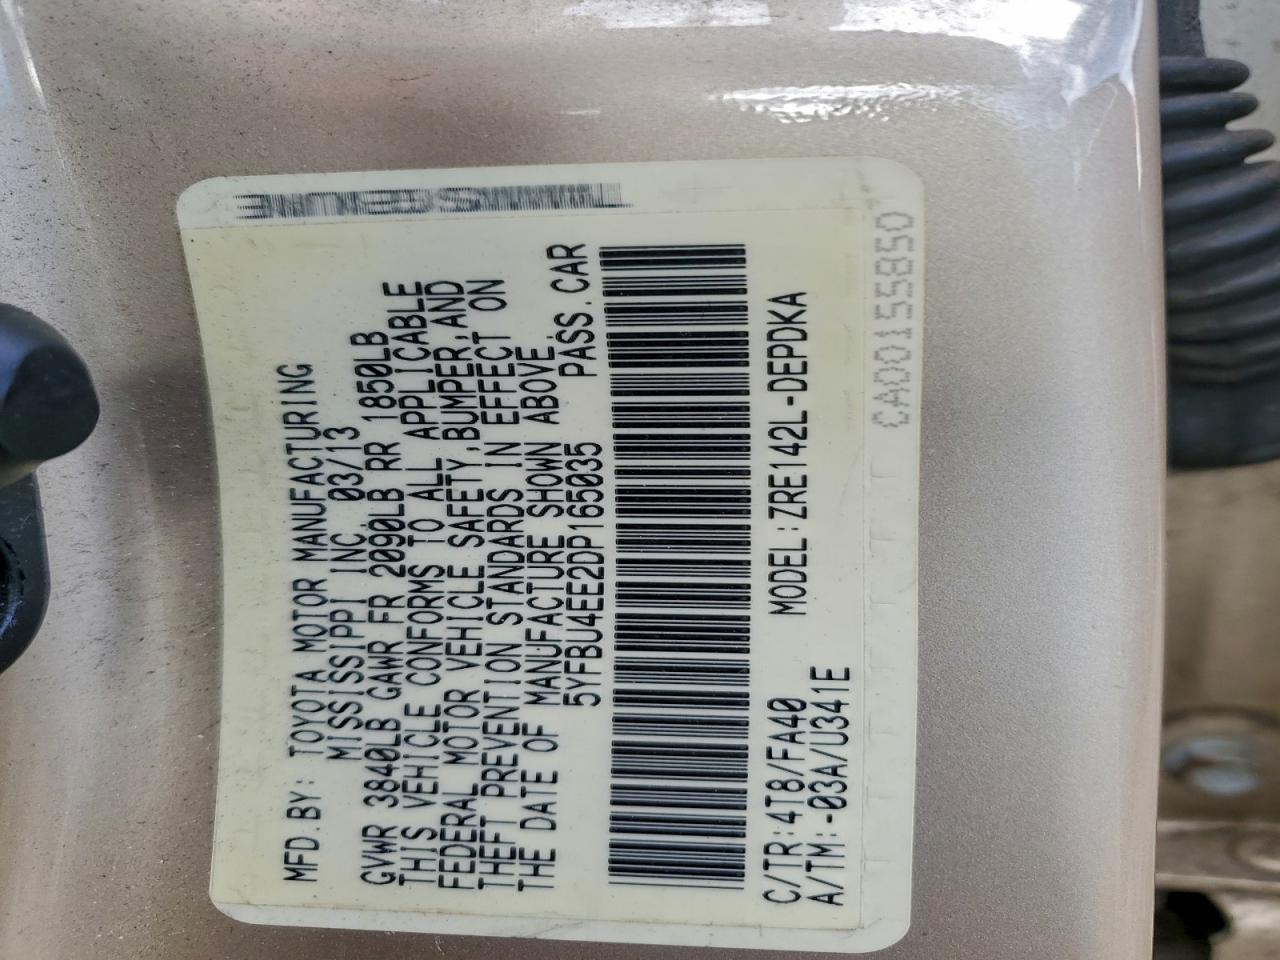 MFD.BY: TOYOTA MOTOR MANUFACTURING
MISSISSIPPI INC. 03/13
GVWR 3840LB GAWR FR 2090LB RR 1850LB
THIS VEHICLE CONFORMS TO ALL APPLICABLE
FEDERAL MOTOR VEHICLE SAFETY,BUMPER,AND
THEFT PREVENTION STANDARDS IN EFFECT ON
THE DATE OF MANUFACTURE SHOWN ABOVE.
5YFBU4EE2DP165035 PASS.CAR
C/TR:4T8/FA40 MODEL:ZRE142L-DEPDKA
A/TM:-03A/U341E
CA00155850